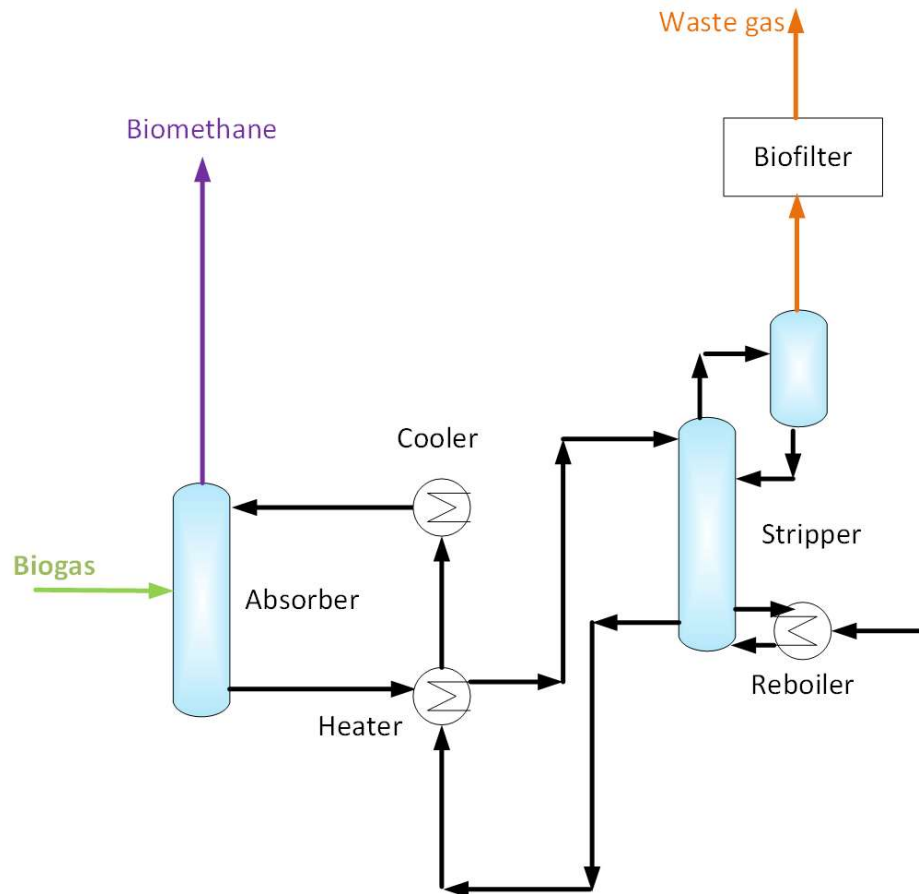 Waste gas
Biomethane
Biofilter
Cooler
Stripper
Biogas
Absorber
Reboiler
Heater